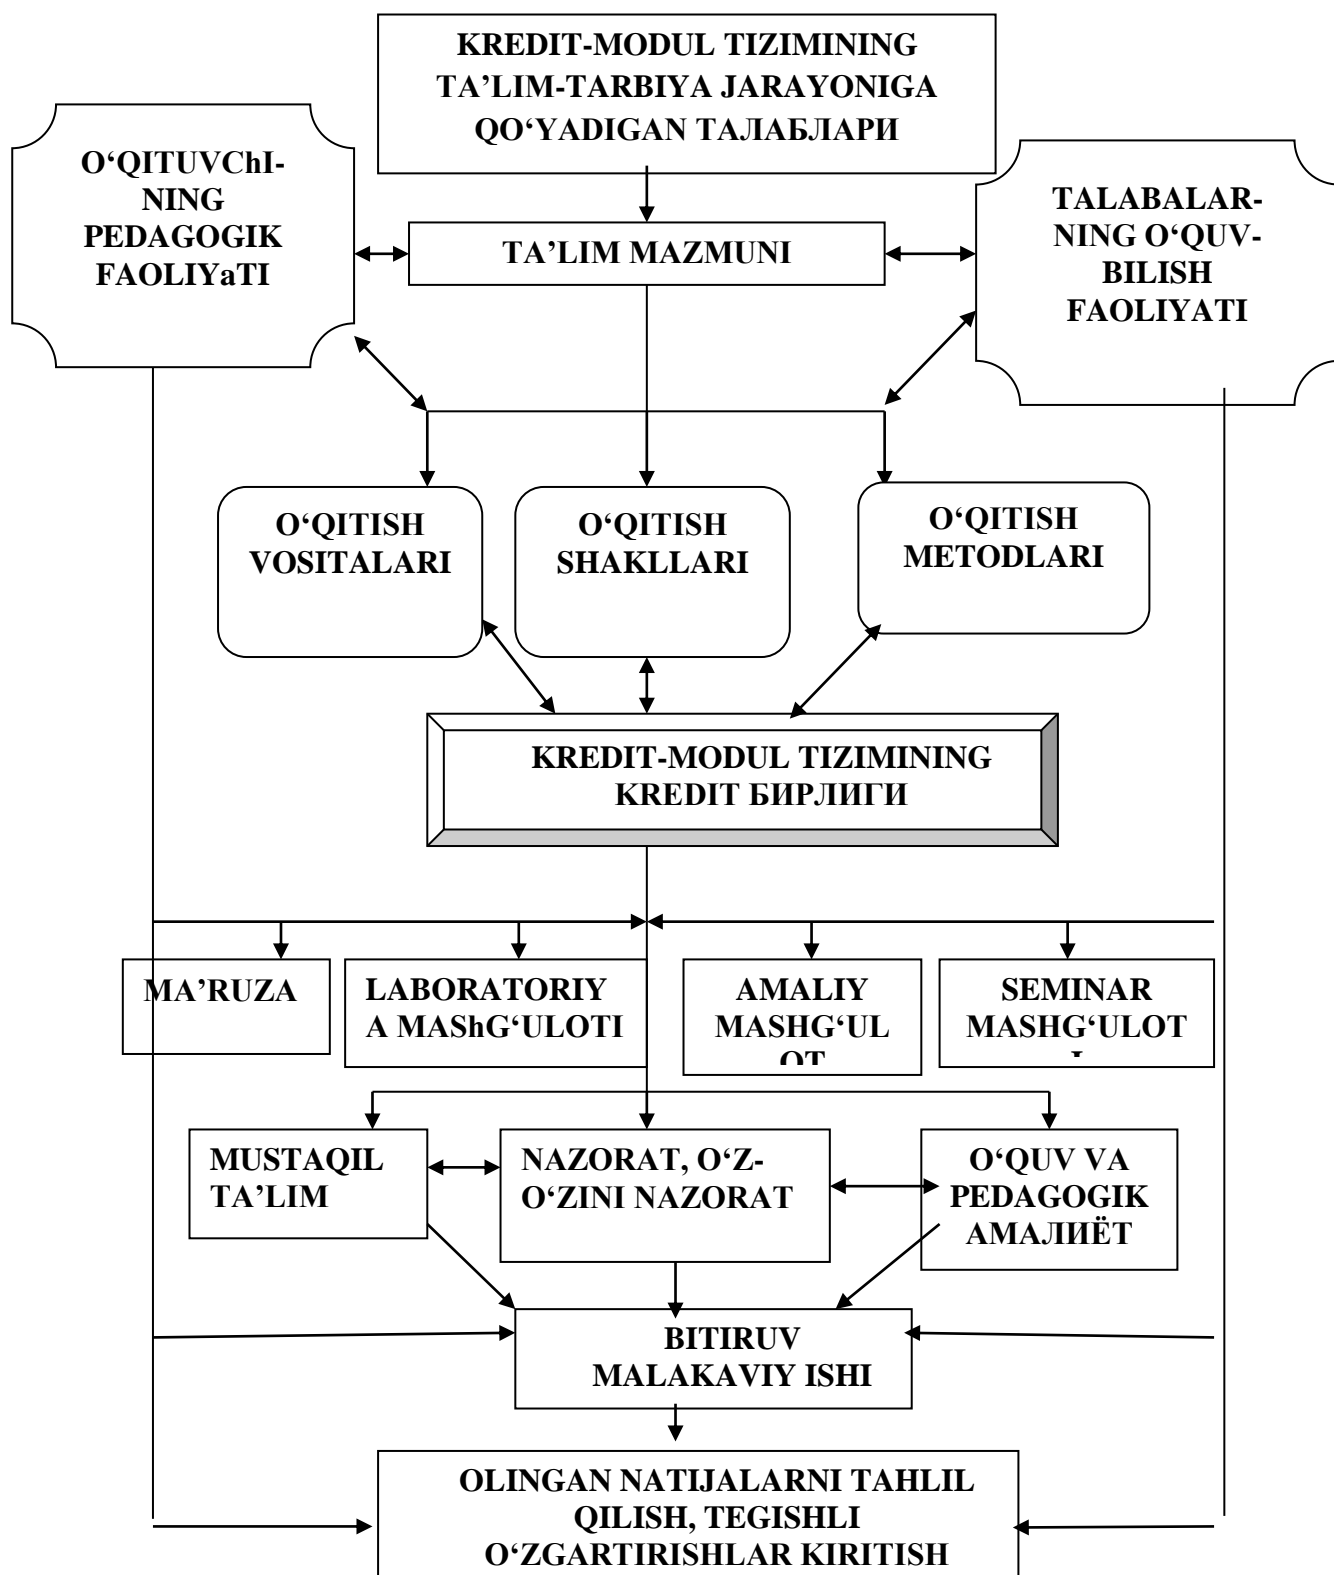 KREDIT-MODUL TIZIMINING
TA’LIM-TARBIYA JARAYONIGA
QO‘YADIGAN ТАЛАБЛАРИ
O‘QITUVChI-
NING
PEDAGOGIK
FAOLIYaTI
TA’LIM MAZMUNI
TALABALAR-
NING O‘QUV-
BILISH
FAOLIYATI
O‘QITISH
VOSITALARI
O‘QITISH
SHAKLLARI
O‘QITISH
METODLARI
KREDIT-MODUL TIZIMINING
KREDIT БИРЛИГИ
MA’RUZA
LABORATORIY
A MAShG‘ULOTI
AMALIY
MASHG‘UL
OT
SEMINAR
MASHG‘ULOT
I
MUSTAQIL
TA’LIM
NAZORAT, O‘Z-
O‘ZINI NAZORAT
O‘QUV VA
PEDAGOGIK
АМАЛИЁТ
BITIRUV
MALAKAVIY ISHI
OLINGAN NATIJALARNI TAHLIL
QILISH, TEGISHLI
O‘ZGARTIRISHLAR KIRITISH